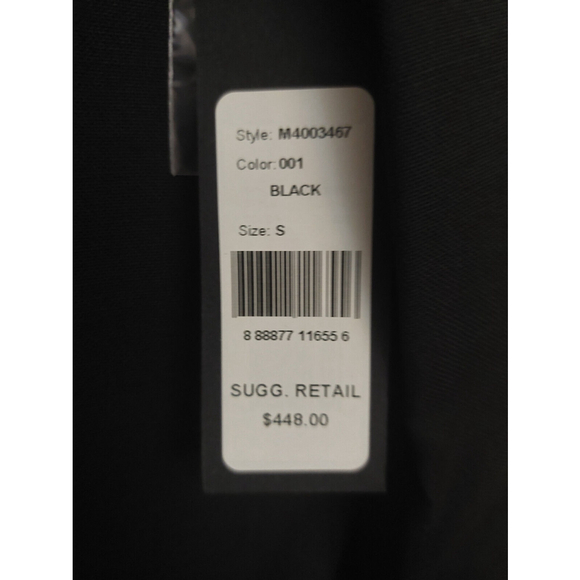 Style: M4003467
Color: 001
BLACK
Size: S
8 88877 11655 6
SUGG. RETAIL
$448.00